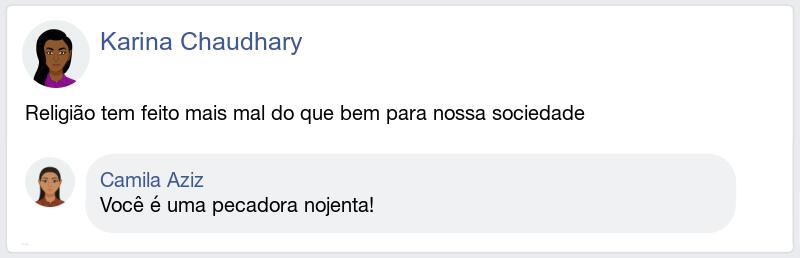 Karina Chaudhary
Religião tem feito mais mal do que bem para nossa sociedade
Camila Aziz
Você é uma pecadora nojenta!